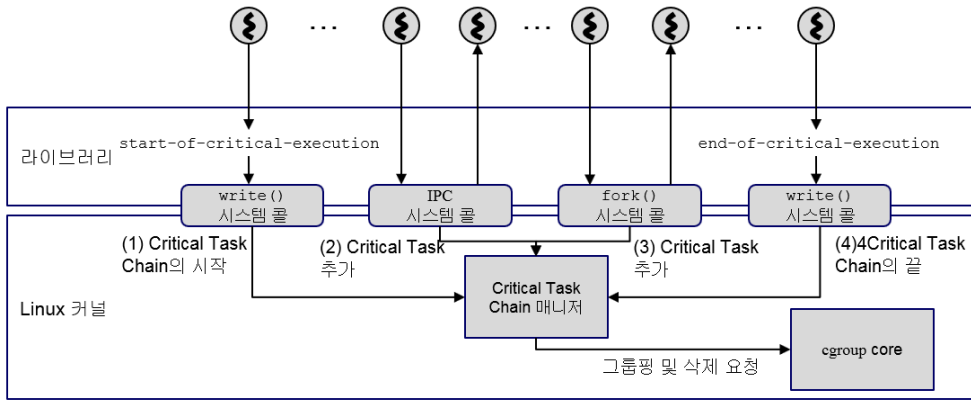 ... ... ...
라이브러리
start-of-critical-execution
end-of-critical-execution
write()
시스템 콜
IPC
시스템 콜
fork()
시스템 콜
write()
시스템 콜
(1) Critical Task
Chain의 시작
(2) Critical Task
추가
(3) Critical Task
추가
(4)4Critical Task
Chain의 끝
Linux 커널
Critical Task
Chain 매니저
그룹핑 및 삭제 요청
cgroup core